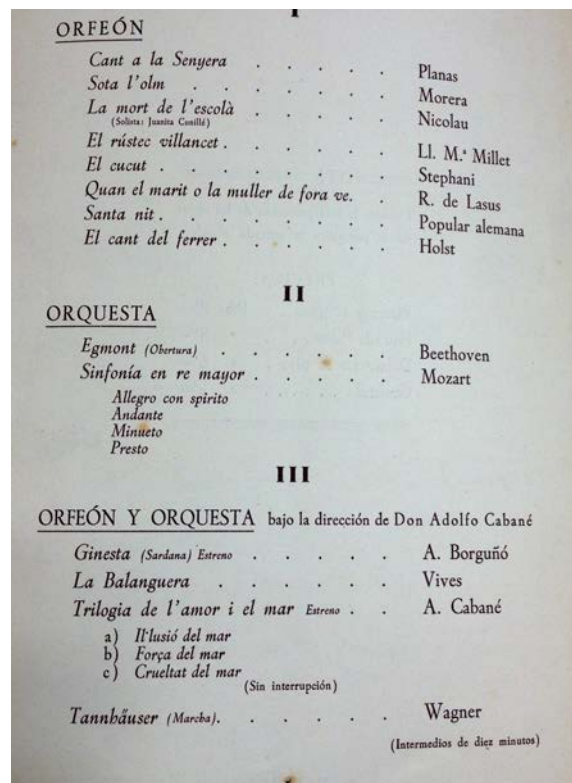 I
ORFEÓN
Cant a la Senyera . . . . . Planas
Sota l'olm . . . . . . Morera
La mort de l'escolà . . . . . Nicolau
(Solista: Juanita Conillé)
El rústec villancet . . . . . . Ll. M.ª Millet
El cucut . . . . . . . Stephani
Quan el marit o la muller de fora ve. . R. de Lasus
Santa nit . . . . . . . Popular alemana
El cant del ferrer . . . . . . Holst
II
ORQUESTA
Egmont (Obertura) . . . . . . Beethoven
Sinfonía en re mayor . . . . . Mozart
Allegro con spirito
Andante
Minueto
Presto
III
ORFEÓN Y ORQUESTA bajo la dirección de Don Adolfo Cabané
Ginesta (Sardana) Estreno . . . . . A. Borguñó
La Balanguera . . . . . . Vives
Trilogia de l'amor i el mar Estreno . . A. Cabané
a) Il·lusió del mar
b) Força del mar
c) Crueltat del mar
(Sin interrupción)
Tannhäuser (Marcha). . . . . . Wagner
(Intermedios de diez minutos)